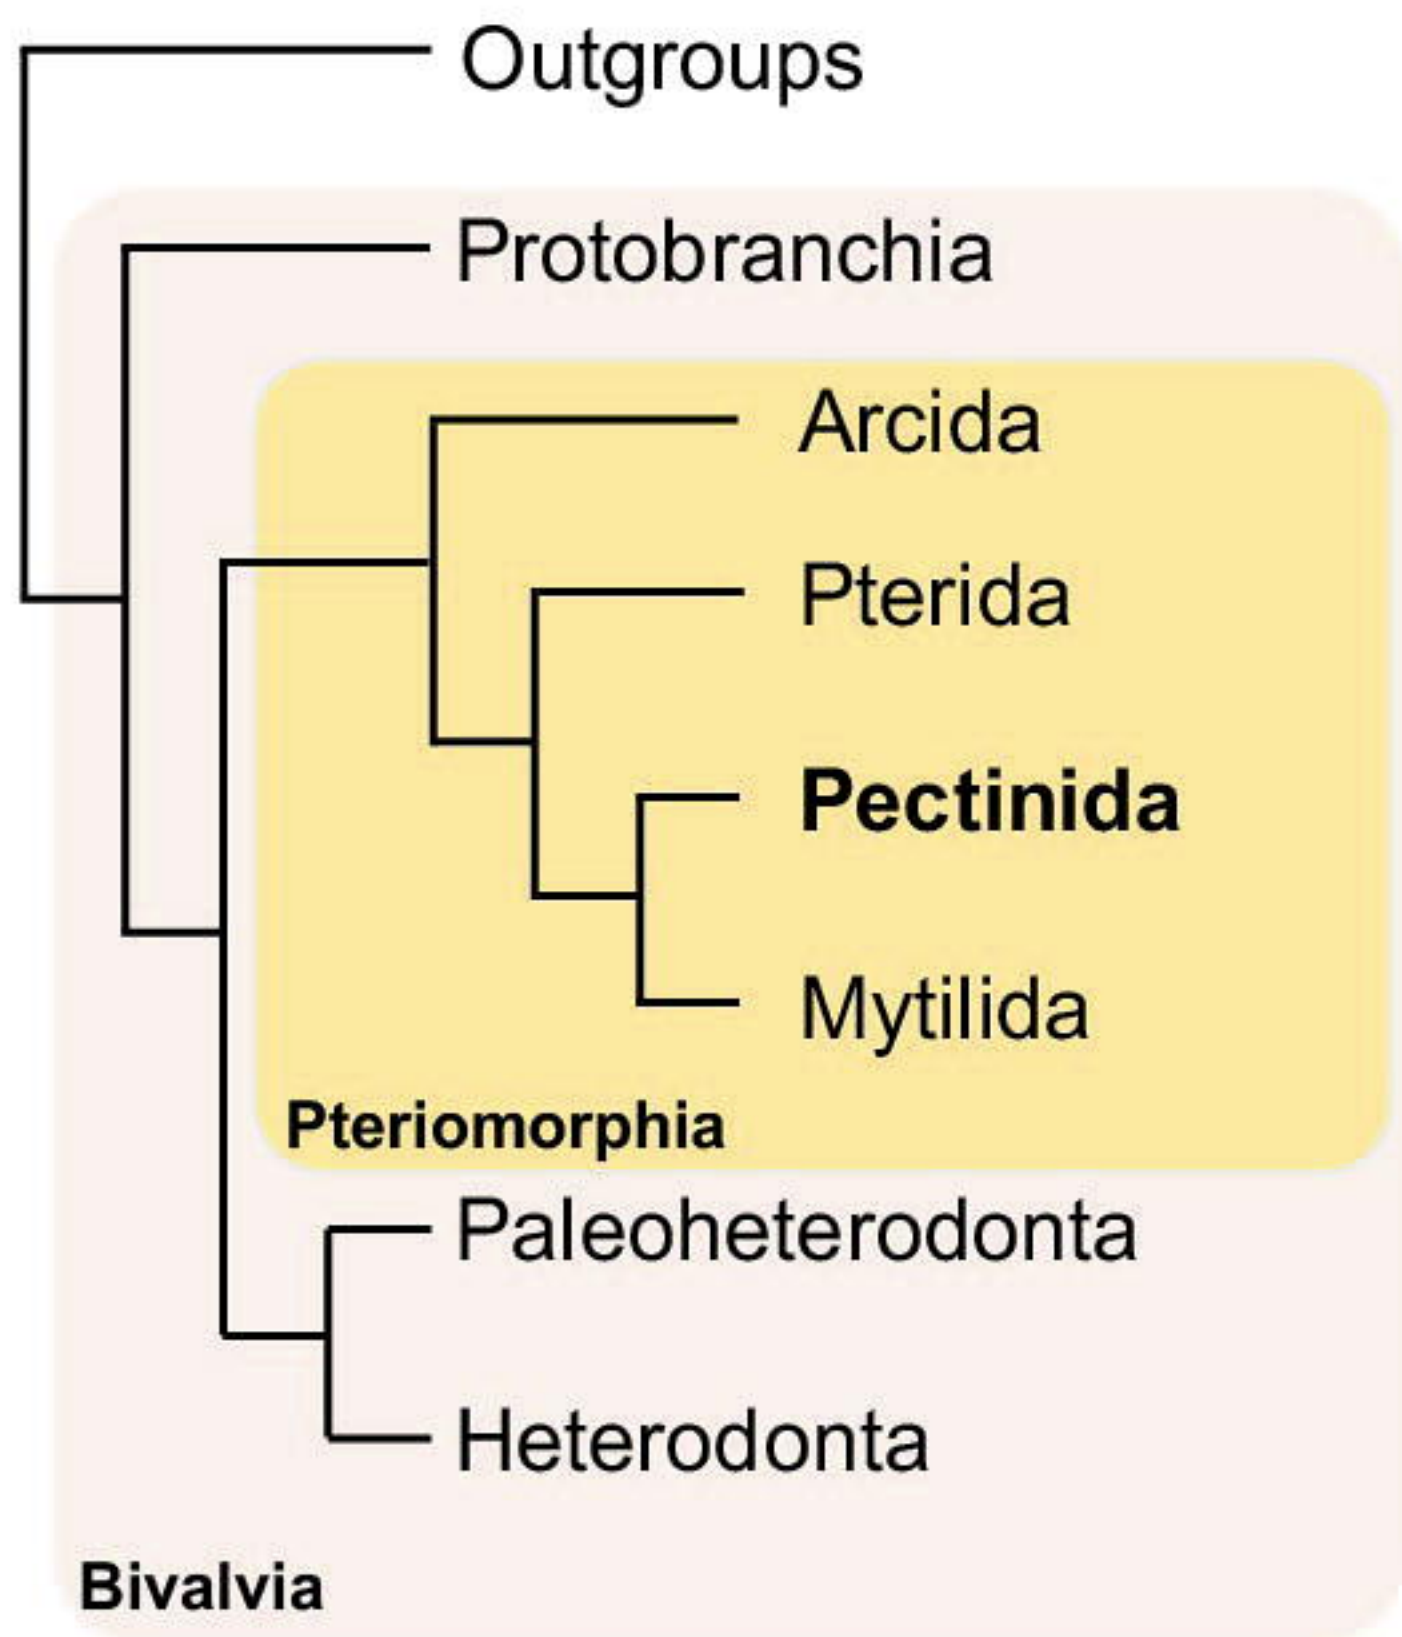 Outgroups
Protobranchia
Arcida
Pterida
Pectinida
Mytilida
Pteriomorphia
Paleoheterodonta
Heterodonta
Bivalvia